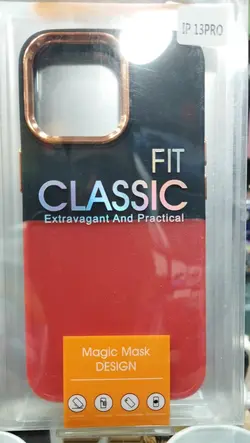 IP 13PRO
FIT
CLASSIC
Extravagant And Practical
Magic Mask
DESIGN